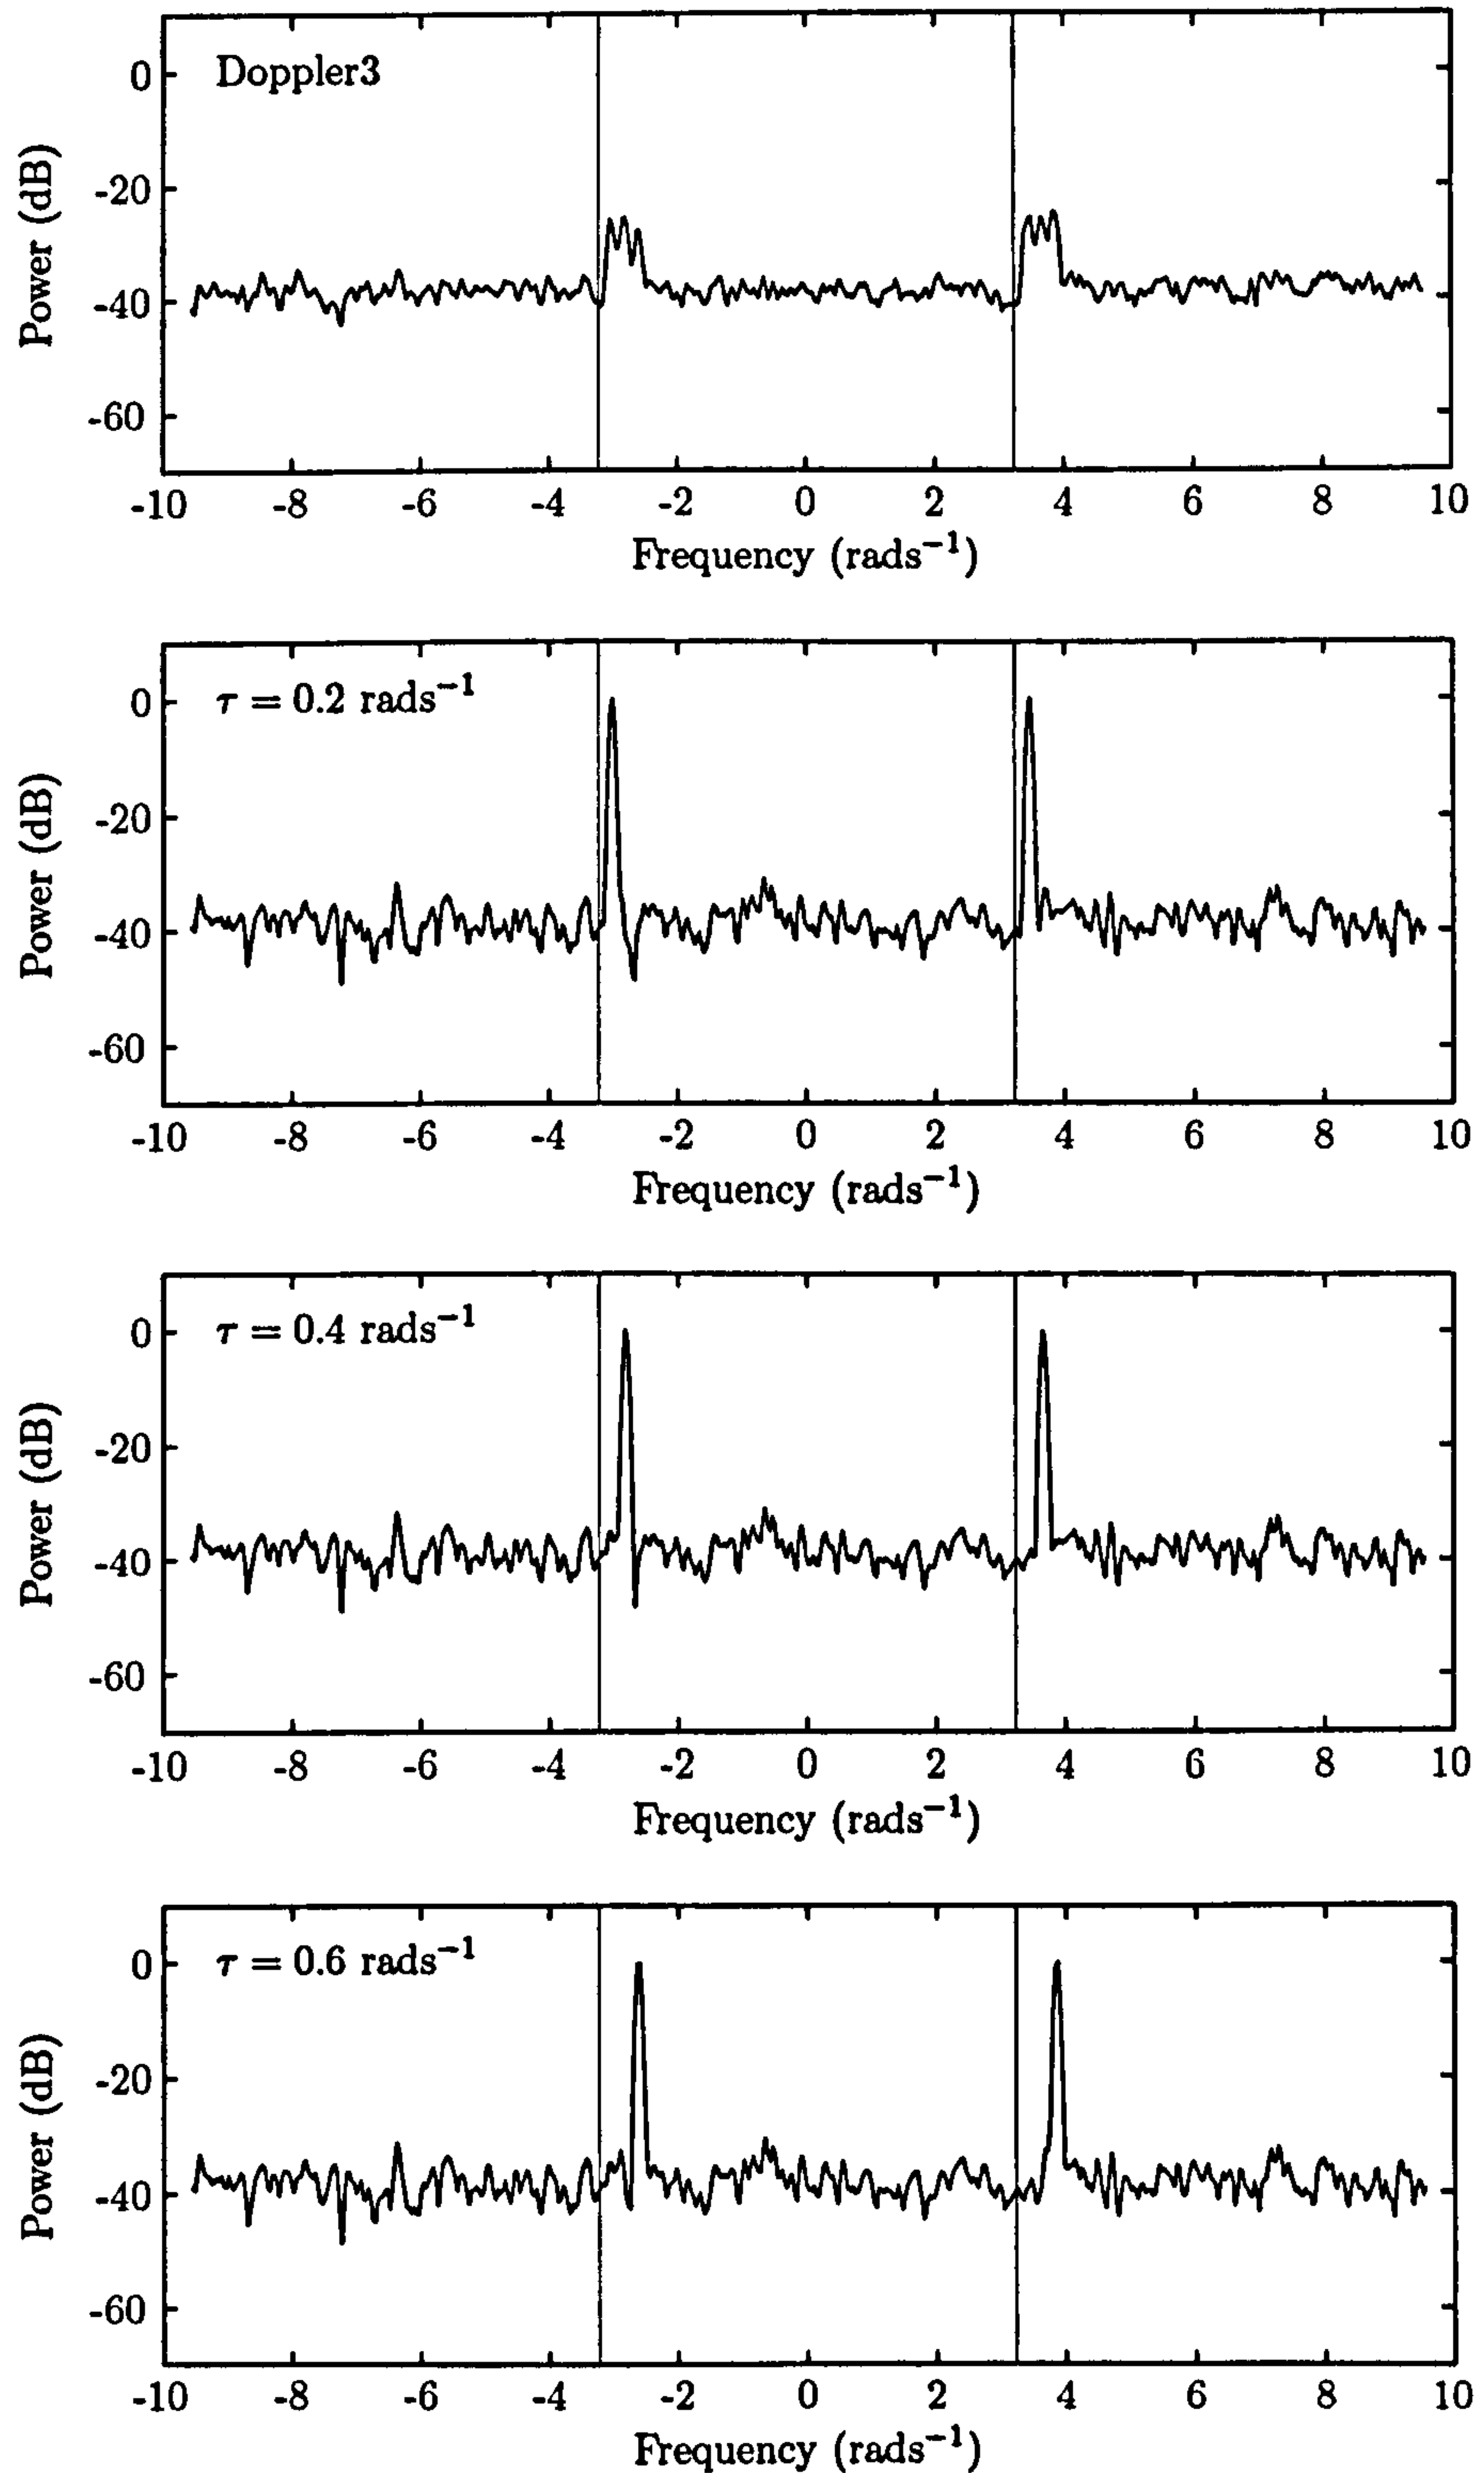 Doppler3
Power (dB)
0
-20
-40
-60
-10 -8 -6 -4 -2 0 2 4 6 8 10
Frequency (rads⁻¹)
τ = 0.2 rads⁻¹
Power (dB)
0
-20
-40
-60
-10 -8 -6 -4 -2 0 2 4 6 8 10
Frequency (rads⁻¹)
τ = 0.4 rads⁻¹
Power (dB)
0
-20
-40
-60
-10 -8 -6 -4 -2 0 2 4 6 8 10
Frequency (rads⁻¹)
τ = 0.6 rads⁻¹
Power (dB)
0
-20
-40
-60
-10 -8 -6 -4 -2 0 2 4 6 8 10
Frequency (rads⁻¹)